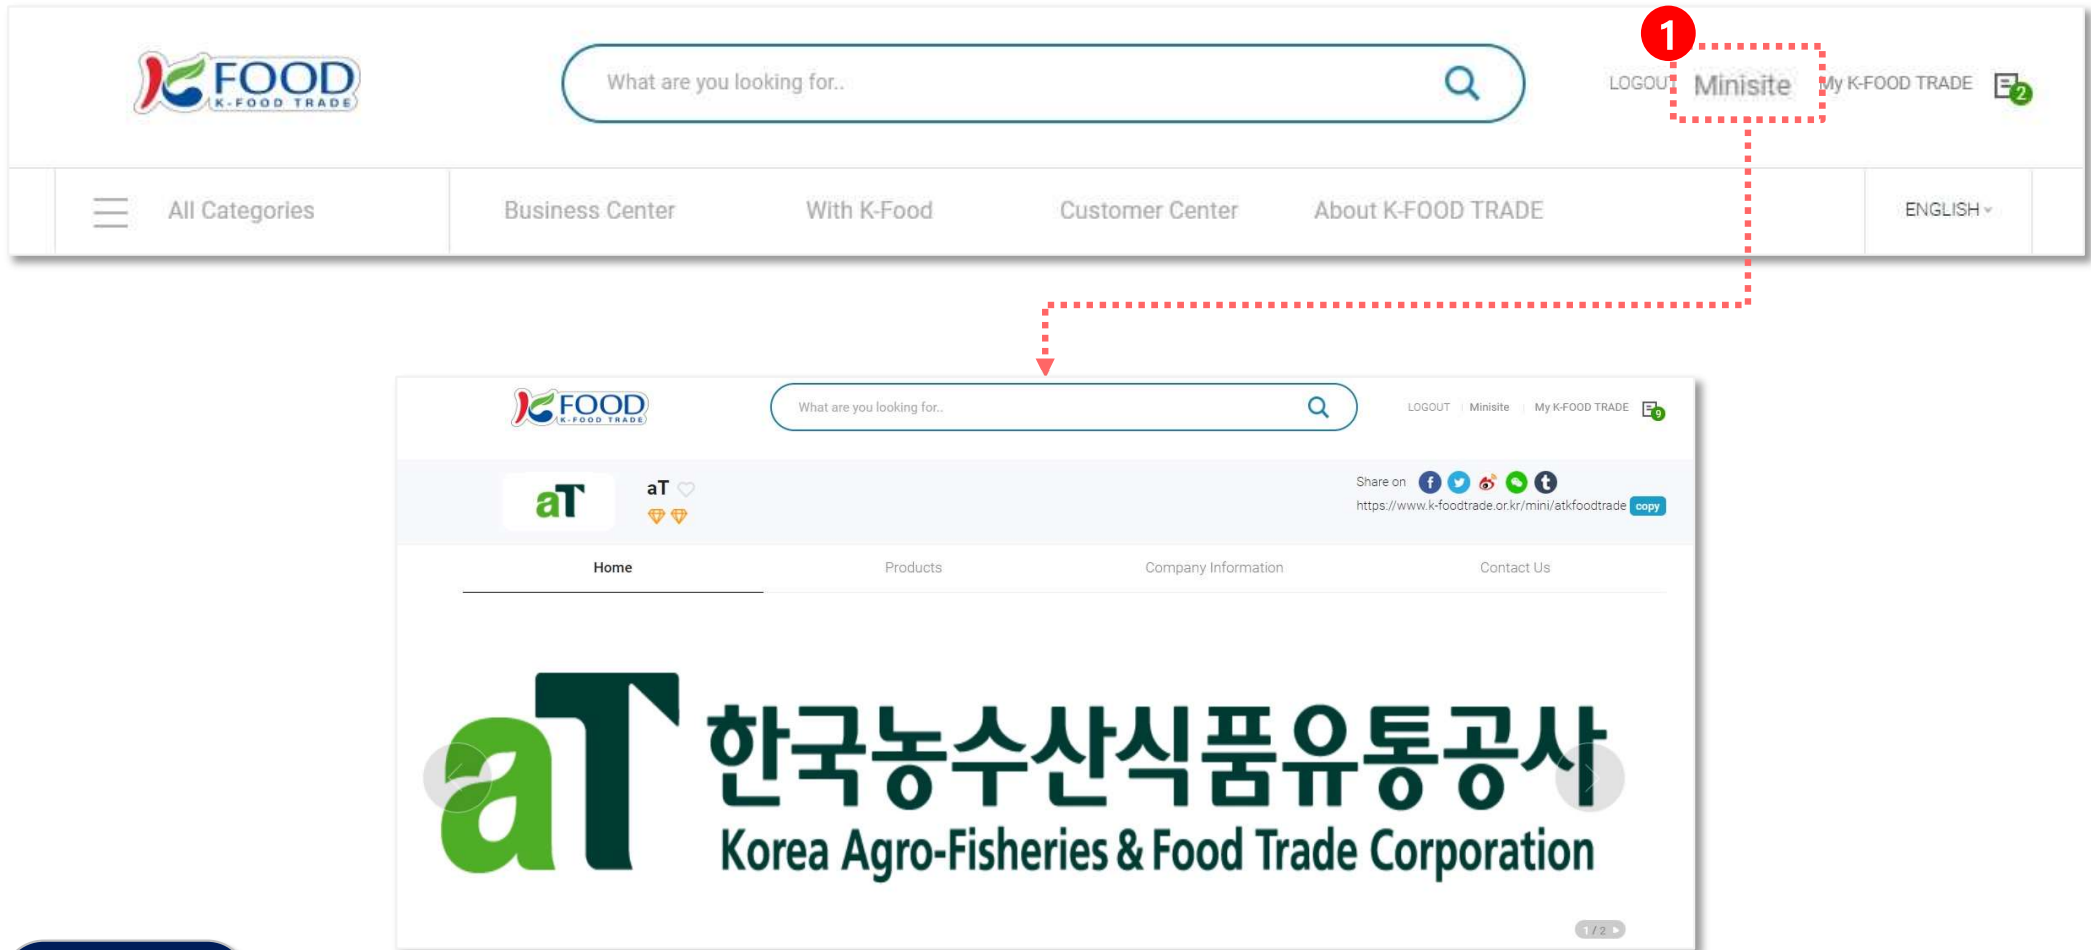 1
FOOD
K-FOOD TRADE
What are you looking for..
LOGOUT Minisite My K-FOOD TRADE 2
All Categories Business Center With K-Food Customer Center About K-FOOD TRADE ENGLISH
FOOD
K-FOOD TRADE
What are you looking for..
LOGOUT Minisite My K-FOOD TRADE 9
aT aT
Share on
https://www.k-foodtrade.or.kr/mini/atkfoodtrade copy
Home Products Company Information Contact Us
aT 한국농수산식품유통공사
Korea Agro-Fisheries & Food Trade Corporation
1 / 2